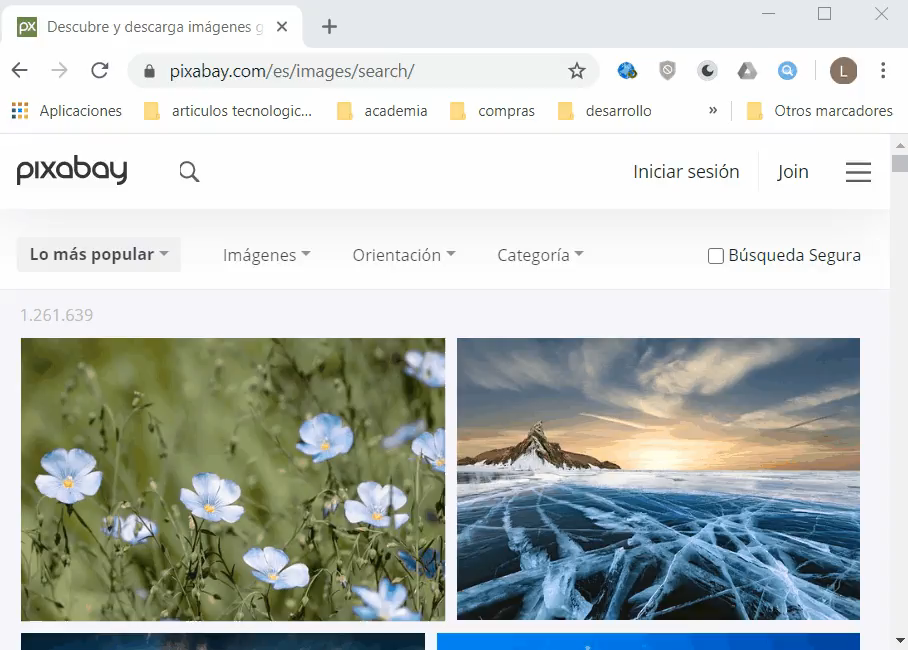 px Descubre y descarga imágenes g
pixabay.com/es/images/search/
L
Aplicaciones articulos tecnologic... academia compras desarrollo » Otros marcadores
pixabay Iniciar sesión Join
Lo más popular Imágenes Orientación Categoría Búsqueda Segura
1.261.639